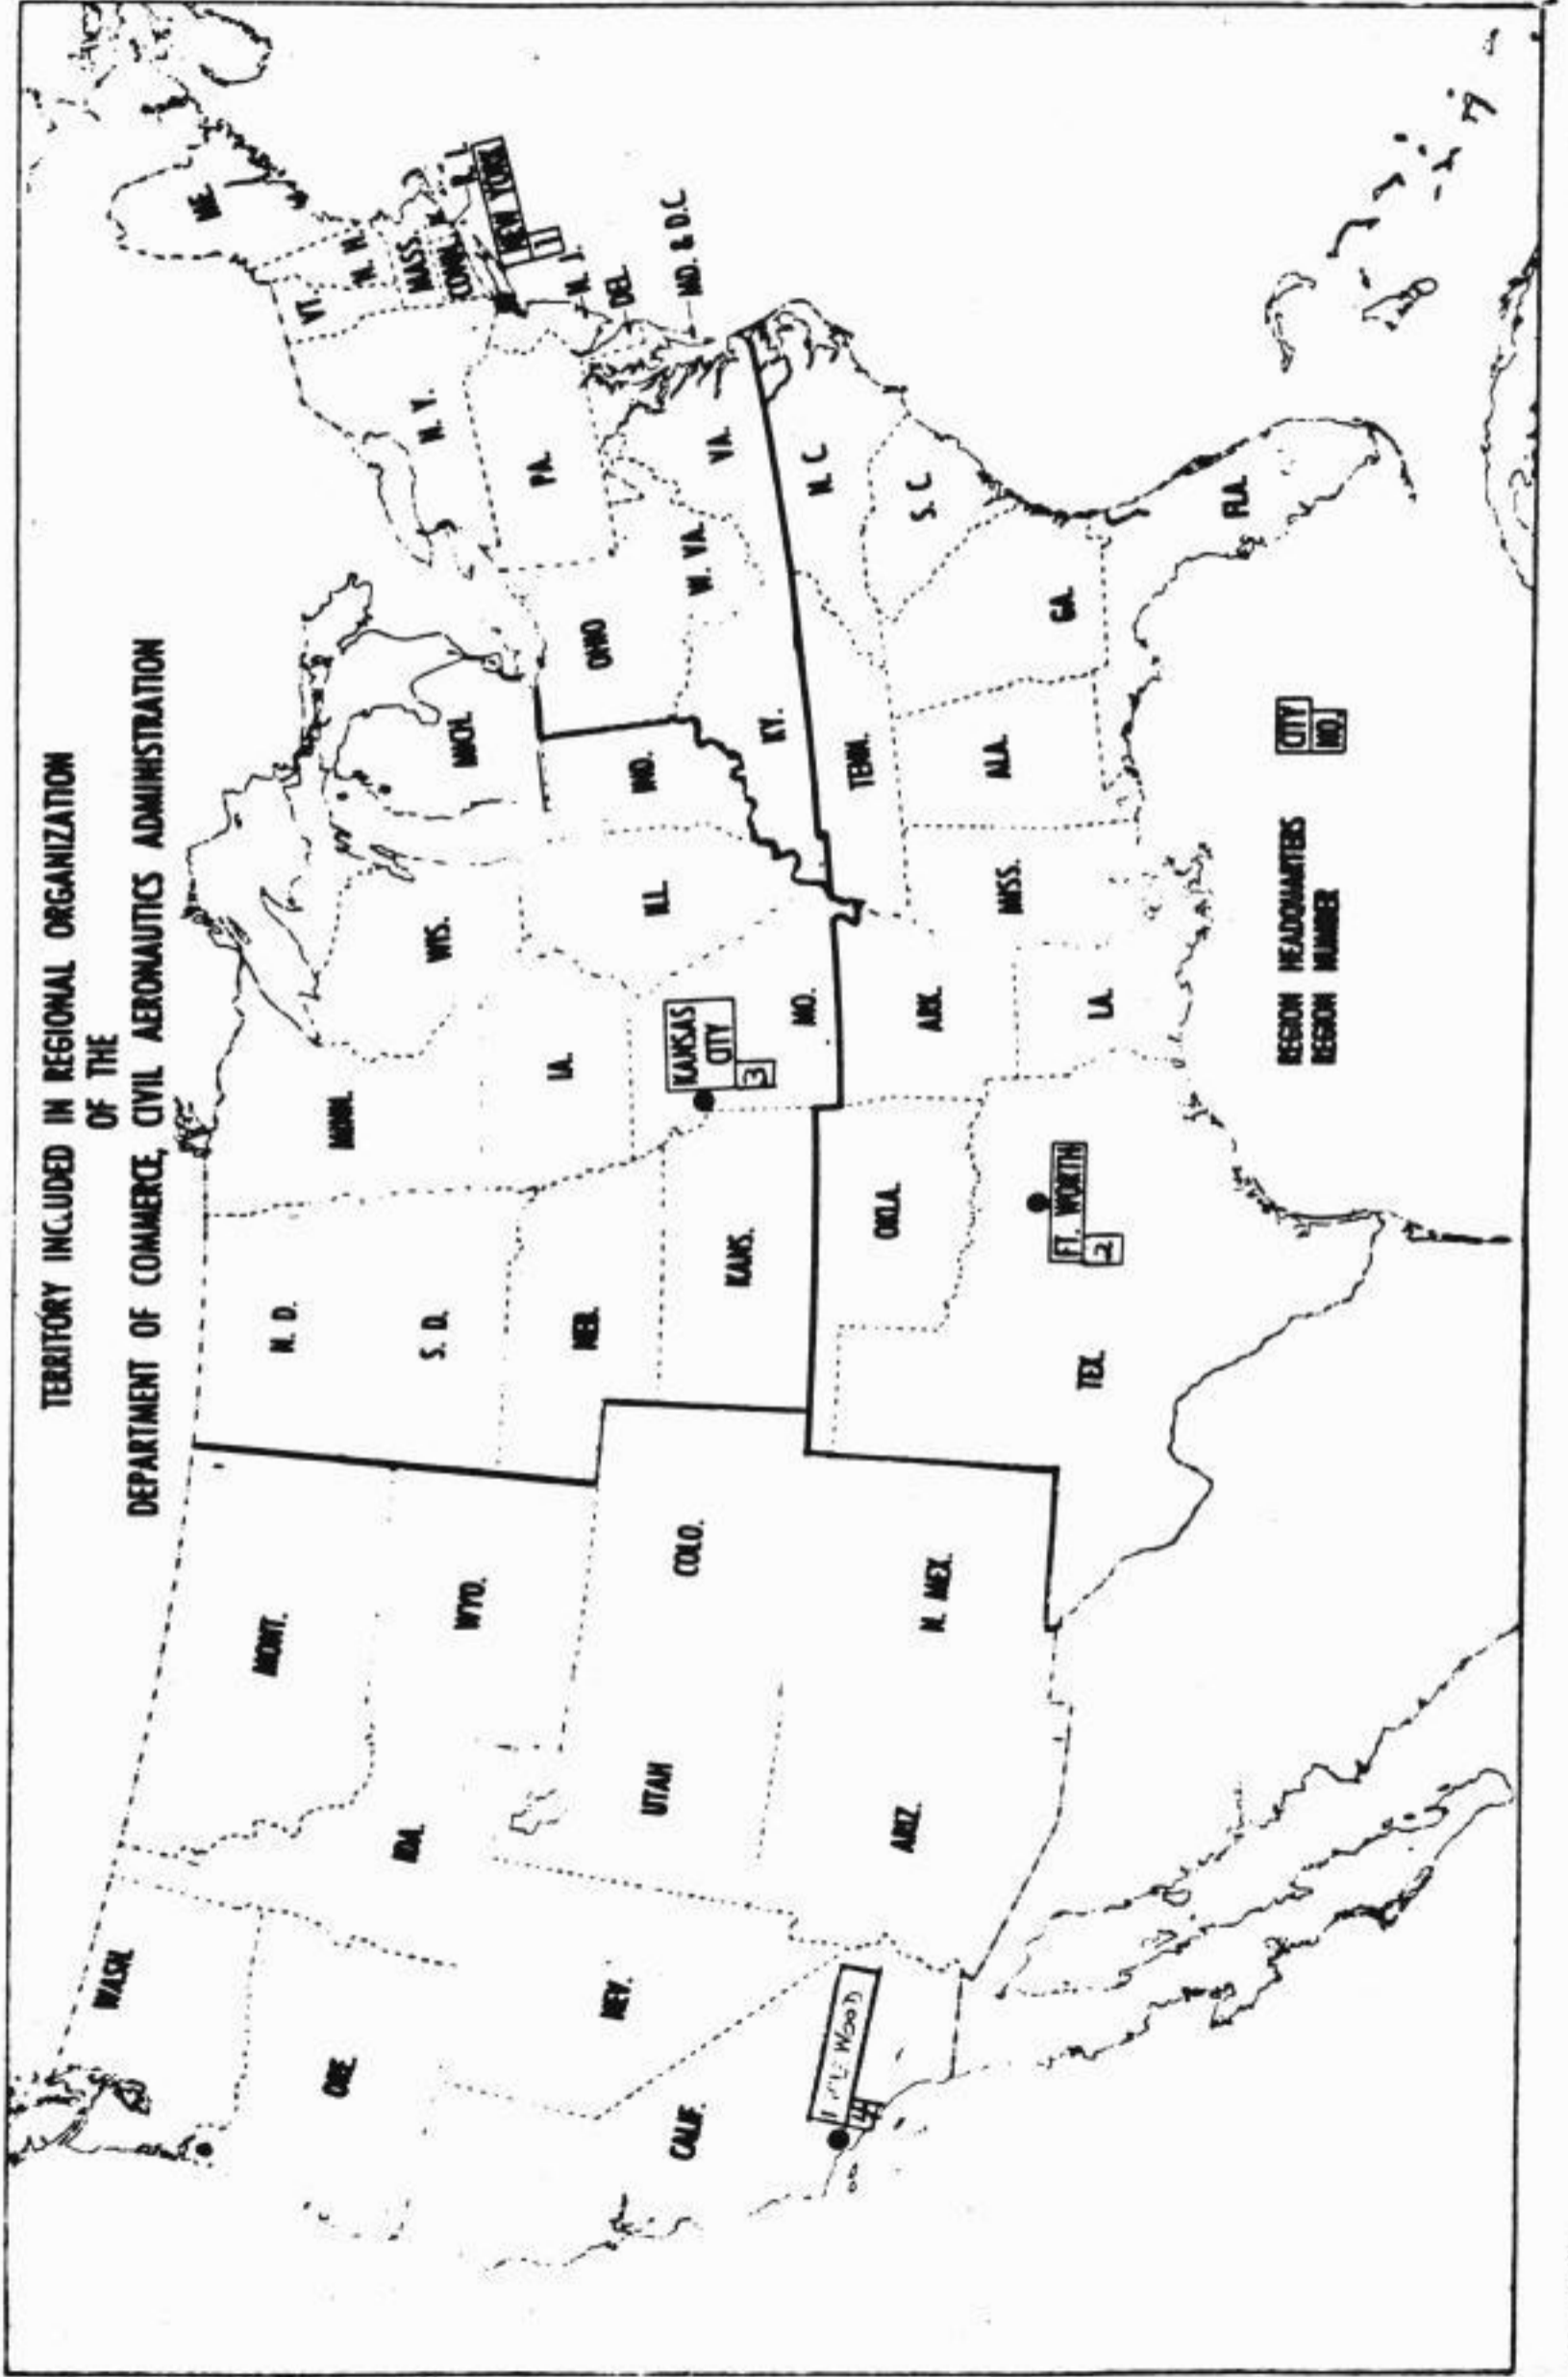 TERRITORY INCLUDED IN REGIONAL ORGANIZATION
OF THE
DEPARTMENT OF COMMERCE, CIVIL AERONAUTICS ADMINISTRATION
WASH.
MONT.
N. D.
MINN.
ME.
VT.
N. H.
ORE.
IDA.
WYO.
S. D.
WIS.
MICH.
N. Y.
MASS.
CONN.
R. I.
NEW YORK
1
NEV.
UTAH
COLO.
NEB.
IA.
ILL.
IND.
OHIO
PA.
N. J.
DEL.
MD. & D.C.
CALIF.
KANS.
KANSAS
CITY
3
MO.
KY.
W. VA.
VA.
4
ARIZ.
N. MEX.
OKLA.
ARK.
TENN.
N. C.
S. C.
TEX.
FT. WORTH
2
LA.
MISS.
ALA.
GA.
FLA.
REGION HEADQUARTERS CITY
REGION NUMBER NO.